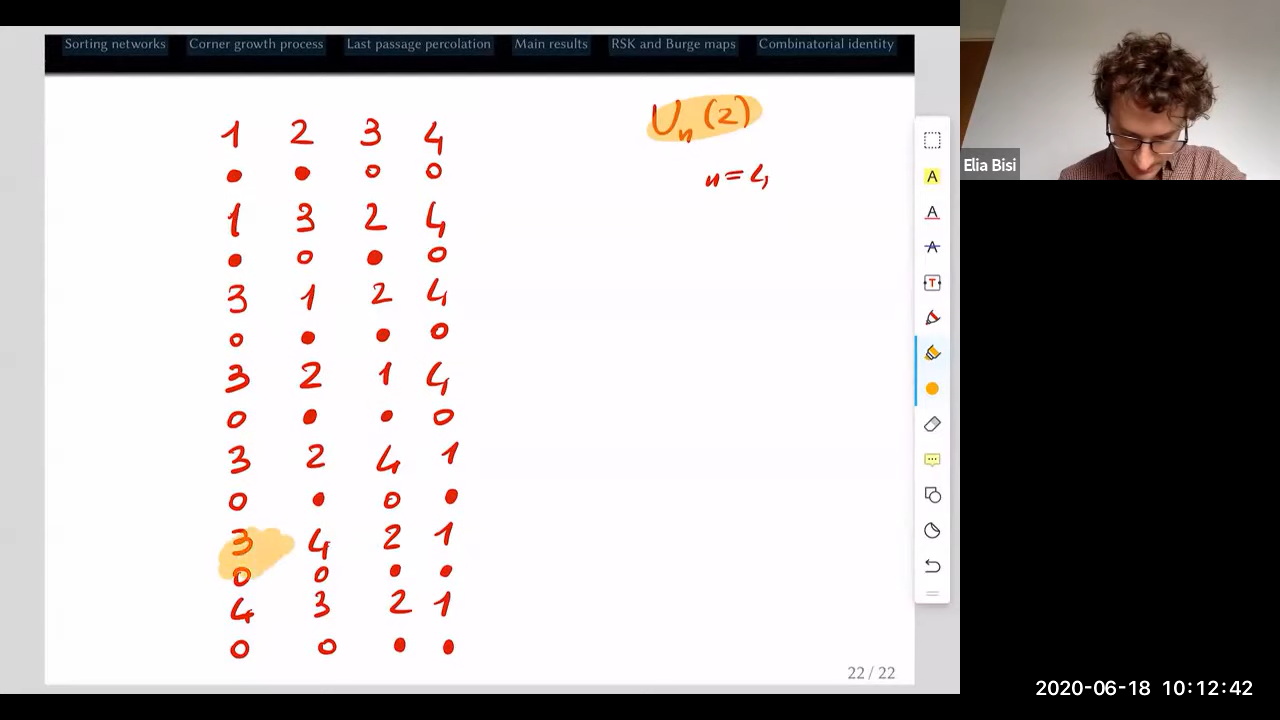 Sorting networks Corner growth process Last passage percolation Main results RSK and Burge maps Combinatorial identity
Uₙ(2)
n=4
1 2 3 4
• • o o
1 3 2 4
• o • o
3 1 2 4
o • • o
3 2 1 4
o • • o
3 2 4 1
o • o •
3 4 2 1
o o • •
4 3 2 1
o o • •
22 / 22
Elia Bisi
2020-06-18 10:12:42